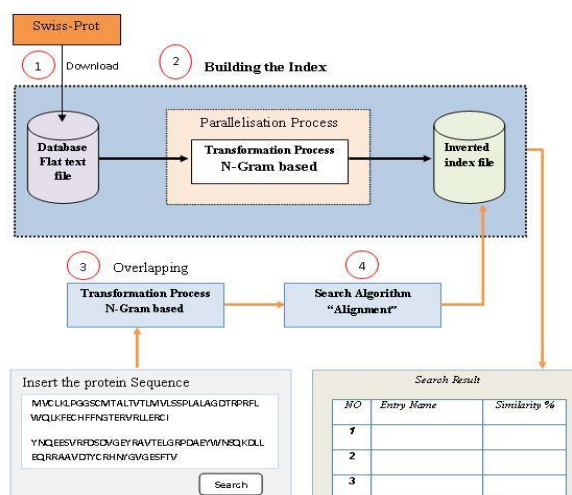 Swiss-Prot
1
Download
2
Building the Index
Parallelisation Process
Database
Flat text
file
Transformation Process
N-Gram based
Inverted
index file
3
Overlapping
4
Transformation Process
N-Gram based
Search Algorithm
“Alignment”
Insert the protein Sequence
MVCLKLPGGSCMTALTVTLMVLSSPLALAGDTRPRFL
WQLKFECHFFNGTERVRLLERCI
YNQEESVRFDSDVGEYRAVTELGRPDAEYWNSQKDLL
EQRRAAVDTYCRHNYGVGESFTV
Search
Search Result
NO Entry Name Similarity %
1
2
3